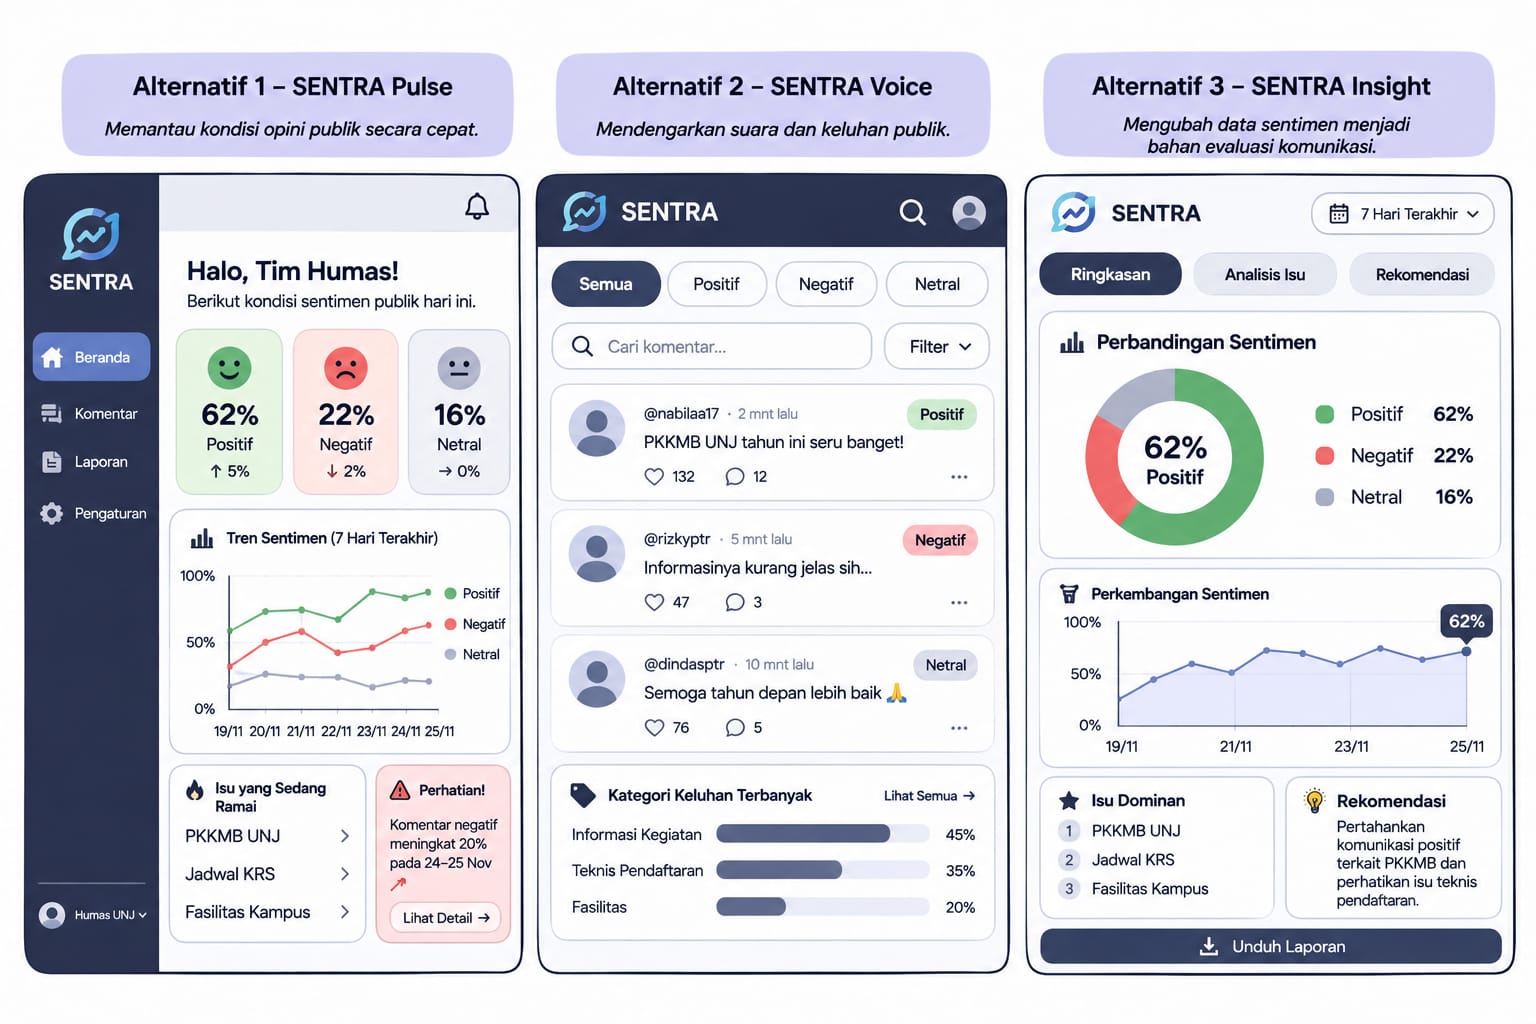 Alternatif 1 – SENTRA Pulse
Memantau kondisi opini publik secara cepat.
SENTRA
Beranda
Komentar
Laporan
Pengaturan
Humas UNJ
Halo, Tim Humas!
Berikut kondisi sentimen publik hari ini.
62%
Positif
↑ 5%
22%
Negatif
↓ 2%
16%
Netral
→ 0%
Tren Sentimen (7 Hari Terakhir)
100%
50%
0%
19/11 20/11 21/11 22/11 23/11 24/11 25/11
Positif
Negatif
Netral
Isu yang Sedang
Ramai
PKKMB UNJ
Jadwal KRS
Fasilitas Kampus
Perhatian!
Komentar negatif
meningkat 20%
pada 24–25 Nov
Lihat Detail →
Alternatif 2 – SENTRA Voice
Mendengarkan suara dan keluhan publik.
SENTRA
Semua
Positif
Negatif
Netral
Cari komentar...
Filter
@nabilaa17 · 2 mnt lalu
Positif
PKKMB UNJ tahun ini seru banget!
132 12
@rizkyptr · 5 mnt lalu
Negatif
Informasinya kurang jelas sih...
47 3
@dindasptr · 10 mnt lalu
Netral
Semoga tahun depan lebih baik 🙏
76 5
Kategori Keluhan Terbanyak
Lihat Semua →
Informasi Kegiatan 45%
Teknis Pendaftaran 35%
Fasilitas 20%
Alternatif 3 – SENTRA Insight
Mengubah data sentimen menjadi
bahan evaluasi komunikasi.
SENTRA
7 Hari Terakhir
Ringkasan
Analisis Isu
Rekomendasi
Perbandingan Sentimen
62%
Positif
Positif 62%
Negatif 22%
Netral 16%
Perkembangan Sentimen
62%
100%
50%
0%
19/11 21/11 23/11 25/11
Isu Dominan
1 PKKMB UNJ
2 Jadwal KRS
3 Fasilitas Kampus
Rekomendasi
Pertahankan
komunikasi positif
terkait PKKMB dan
perhatikan isu teknis
pendaftaran.
Unduh Laporan